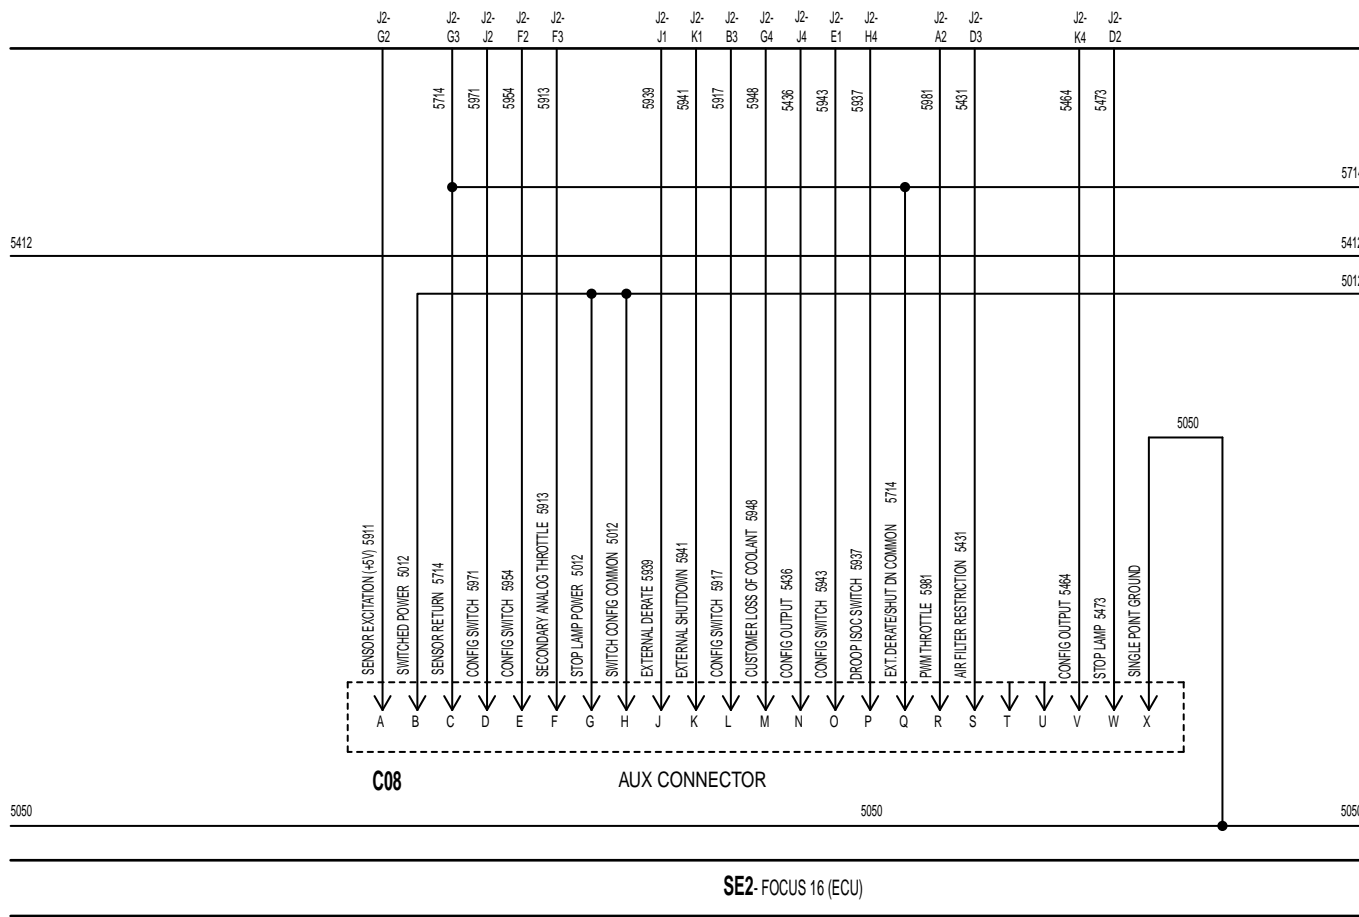 J2-
G2
J2-
G3
J2-
J2
J2-
F2
J2-
F3
J2-
J1
J2-
K1
J2-
B3
J2-
G4
J2-
J4
J2-
E1
J2-
H4
J2-
A2
J2-
D3
J2-
K4
J2-
D2
5714
5971
5954
5913
5939
5941
5917
5948
5436
5943
5937
5981
5431
5464
5473
5714
5412
5412
5012
5050
SENSOR EXCITATION (+5V) 5911
SWITCHED POWER 5012
SENSOR RETURN 5714
CONFIG SWITCH 5971
CONFIG SWITCH 5954
SECONDARY ANALOG THROTTLE 5913
STOP LAMP POWER 5012
SWITCH CONFIG COMMON 5012
EXTERNAL DERATE 5939
EXTERNAL SHUTDOWN 5941
CONFIG SWITCH 5917
CUSTOMER LOSS OF COOLANT 5948
CONFIG OUTPUT 5436
CONFIG SWITCH 5943
DROOP ISOC SWITCH 5937
EXT. DERATE/SHUT DN COMMON 5714
PWM THROTTLE 5981
AIR FILTER RESTRICTION 5431
CONFIG OUTPUT 5464
STOP LAMP 5473
SINGLE POINT GROUND
A B C D E F G H J K L M N O P Q R S T U V W X
C08 AUX CONNECTOR
5050 5050 5050
SE2- FOCUS 16 (ECU)